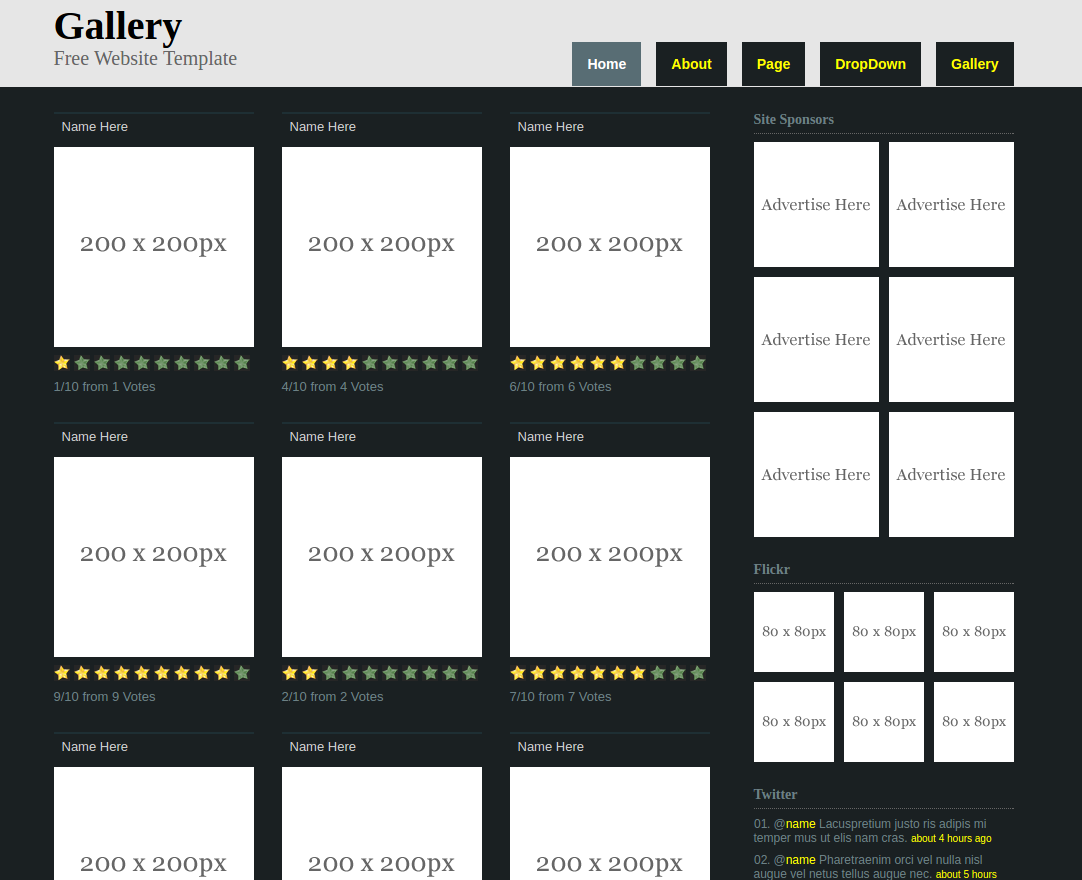 Gallery
Free Website Template
Home About Page DropDown Gallery
Name Here Name Here Name Here
200 x 200px 200 x 200px 200 x 200px
1/10 from 1 Votes 4/10 from 4 Votes 6/10 from 6 Votes
Name Here Name Here Name Here
200 x 200px 200 x 200px 200 x 200px
9/10 from 9 Votes 2/10 from 2 Votes 7/10 from 7 Votes
Name Here Name Here Name Here
200 x 200px 200 x 200px 200 x 200px
Site Sponsors
Advertise Here Advertise Here
Advertise Here Advertise Here
Advertise Here Advertise Here
Flickr
80 x 80px 80 x 80px 80 x 80px
80 x 80px 80 x 80px 80 x 80px
Twitter
01. @name Lacuspretium justo ris adipis mi
temper mus ut elis nam cras. about 4 hours ago
02. @name Pharetraenim orci vel nulla nisl
augue vel netus tellus augue nec. about 5 hours